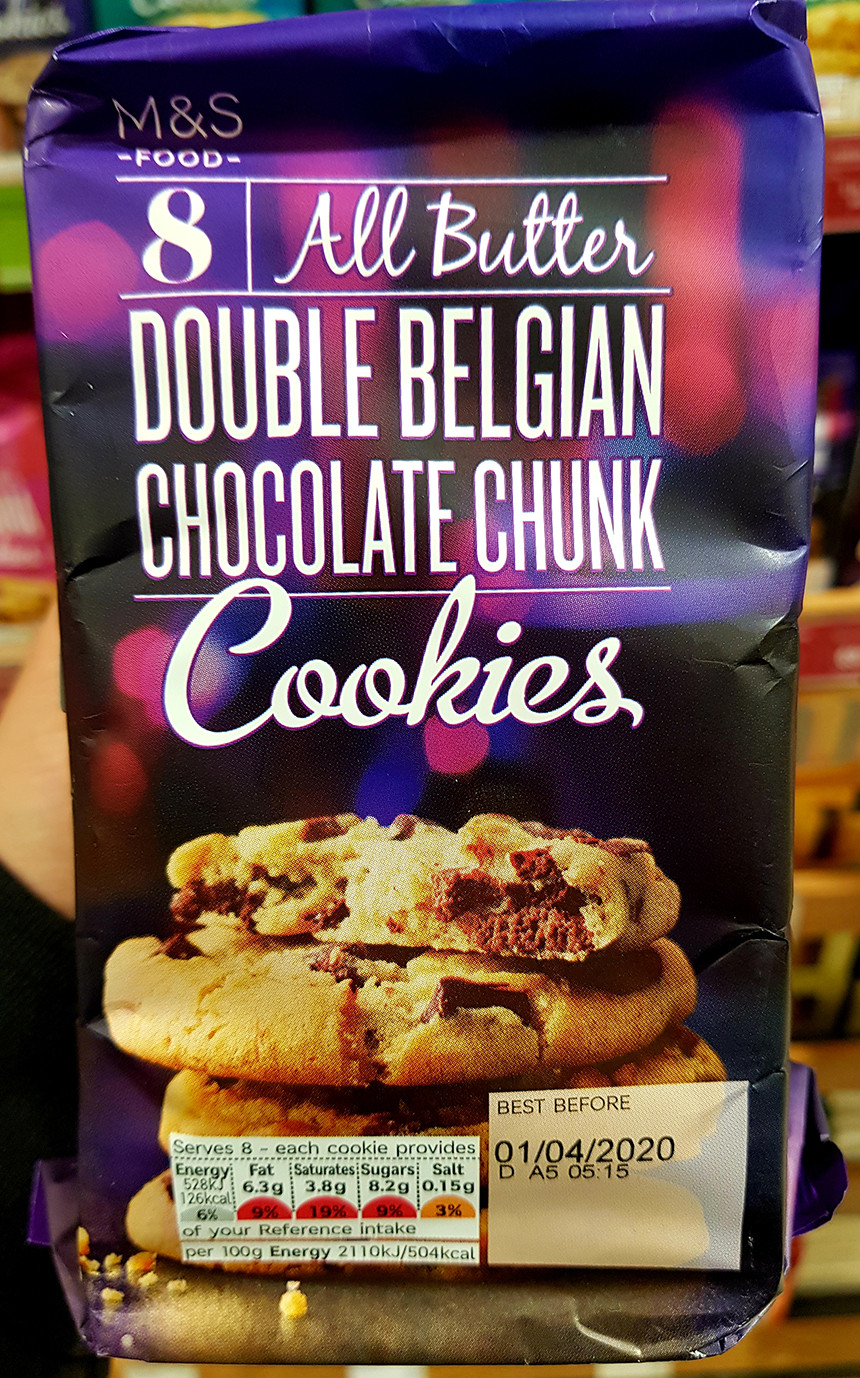 M&S
-FOOD-
8 All Butter
DOUBLE BELGIAN
CHOCOLATE CHUNK
Cookies
BEST BEFORE
01/04/2020
D A5 05:15
Serves 8 - each cookie provides
Energy Fat Saturates Sugars Salt
528kJ 6.3g 3.8g 8.2g 0.15g
126kcal
6% 9% 19% 9% 3%
of your Reference intake
per 100g Energy 2110kJ/504kcal